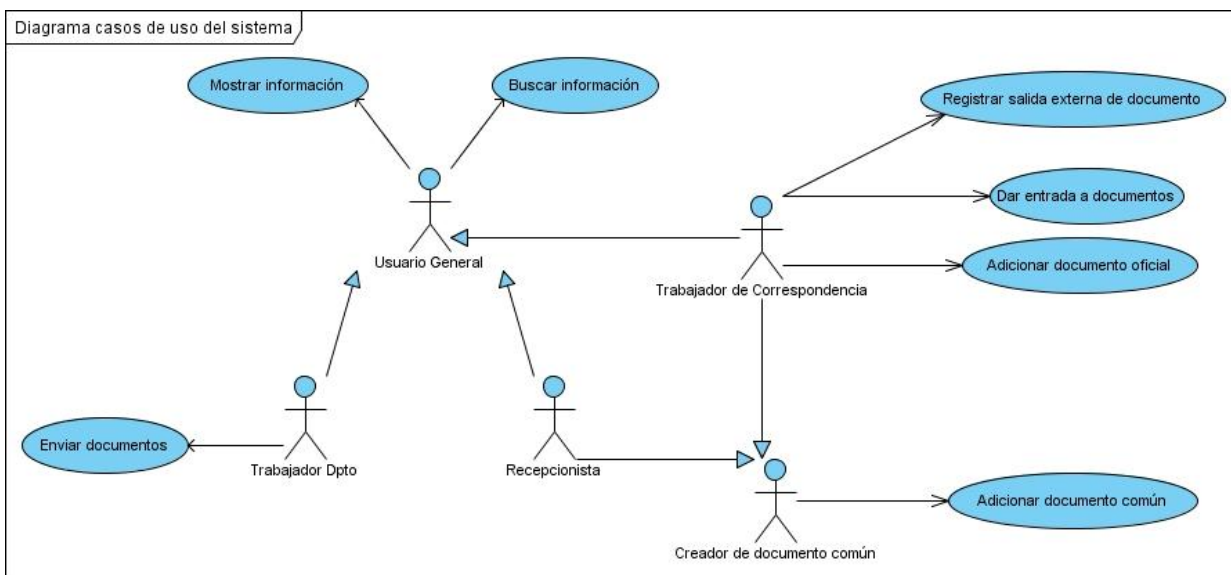 Diagrama casos de uso del sistema
Mostrar información
Buscar información
Registrar salida externa de documento
Dar entrada a documentos
Usuario General
Adicionar documento oficial
Trabajador de Correspondencia
Enviar documentos
Trabajador Dpto
Recepcionista
Adicionar documento común
Creador de documento común